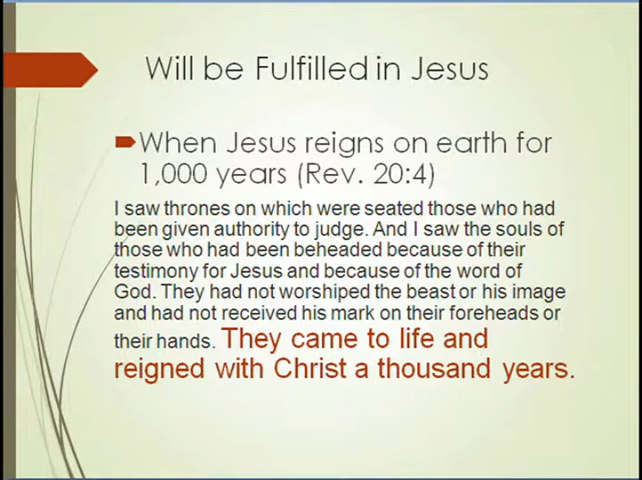 Will be Fulfilled in Jesus
When Jesus reigns on earth for
1,000 years (Rev. 20:4)
I saw thrones on which were seated those who had
been given authority to judge. And I saw the souls of
those who had been beheaded because of their
testimony for Jesus and because of the word of
God. They had not worshiped the beast or his image
and had not received his mark on their foreheads or
their hands. They came to life and
reigned with Christ a thousand years.